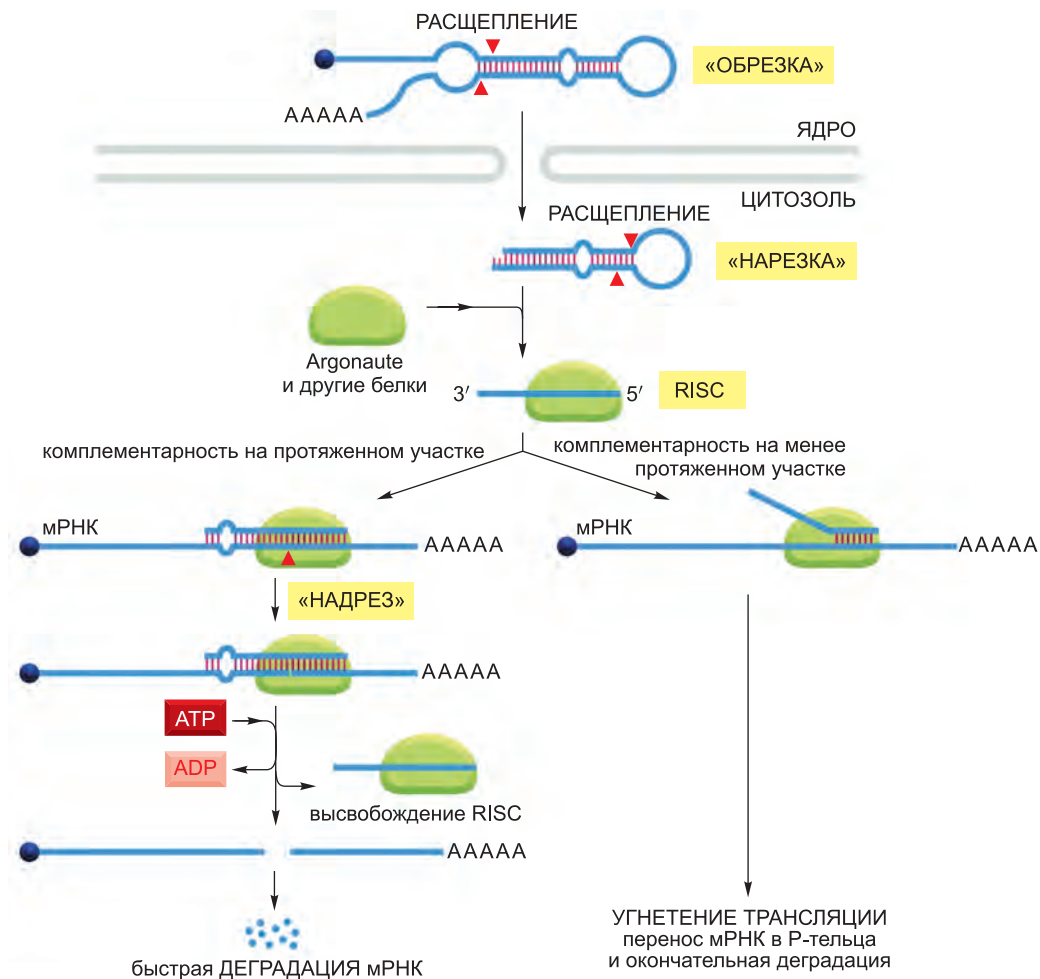 РАСЩЕПЛЕНИЕ
«ОБРЕЗКА»
AAAAA
ЯДРО
ЦИТОЗОЛЬ
РАСЩЕПЛЕНИЕ
«НАРЕЗКА»
Argonaute
и другие белки
3′
5′
RISC
комплементарность на протяженном участке
комплементарность на менее
протяженном участке
мРНК
AAAAA
мРНК
AAAAA
«НАДРЕЗ»
AAAAA
ATP
ADP
высвобождение RISC
AAAAA
быстрая ДЕГРАДАЦИЯ мРНК
УГНЕТЕНИЕ ТРАНСЛЯЦИИ
перенос мРНК в Р-тельца
и окончательная деградация